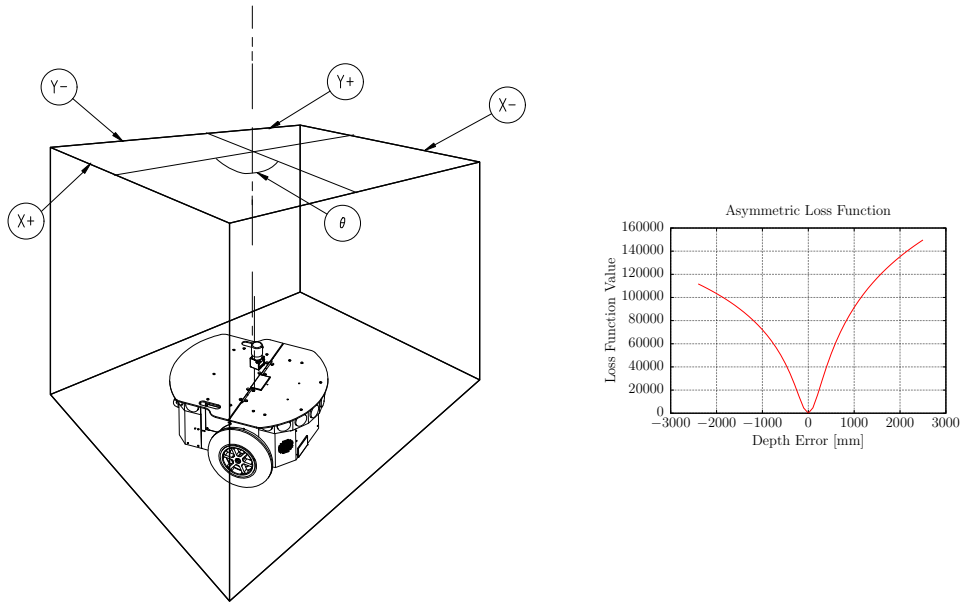 Y−
Y+
X−
X+
θ
Asymmetric Loss Function
Loss Function Value
160000
140000
120000
100000
80000
60000
40000
20000
0
−3000 −2000 −1000 0 1000 2000 3000
Depth Error [mm]